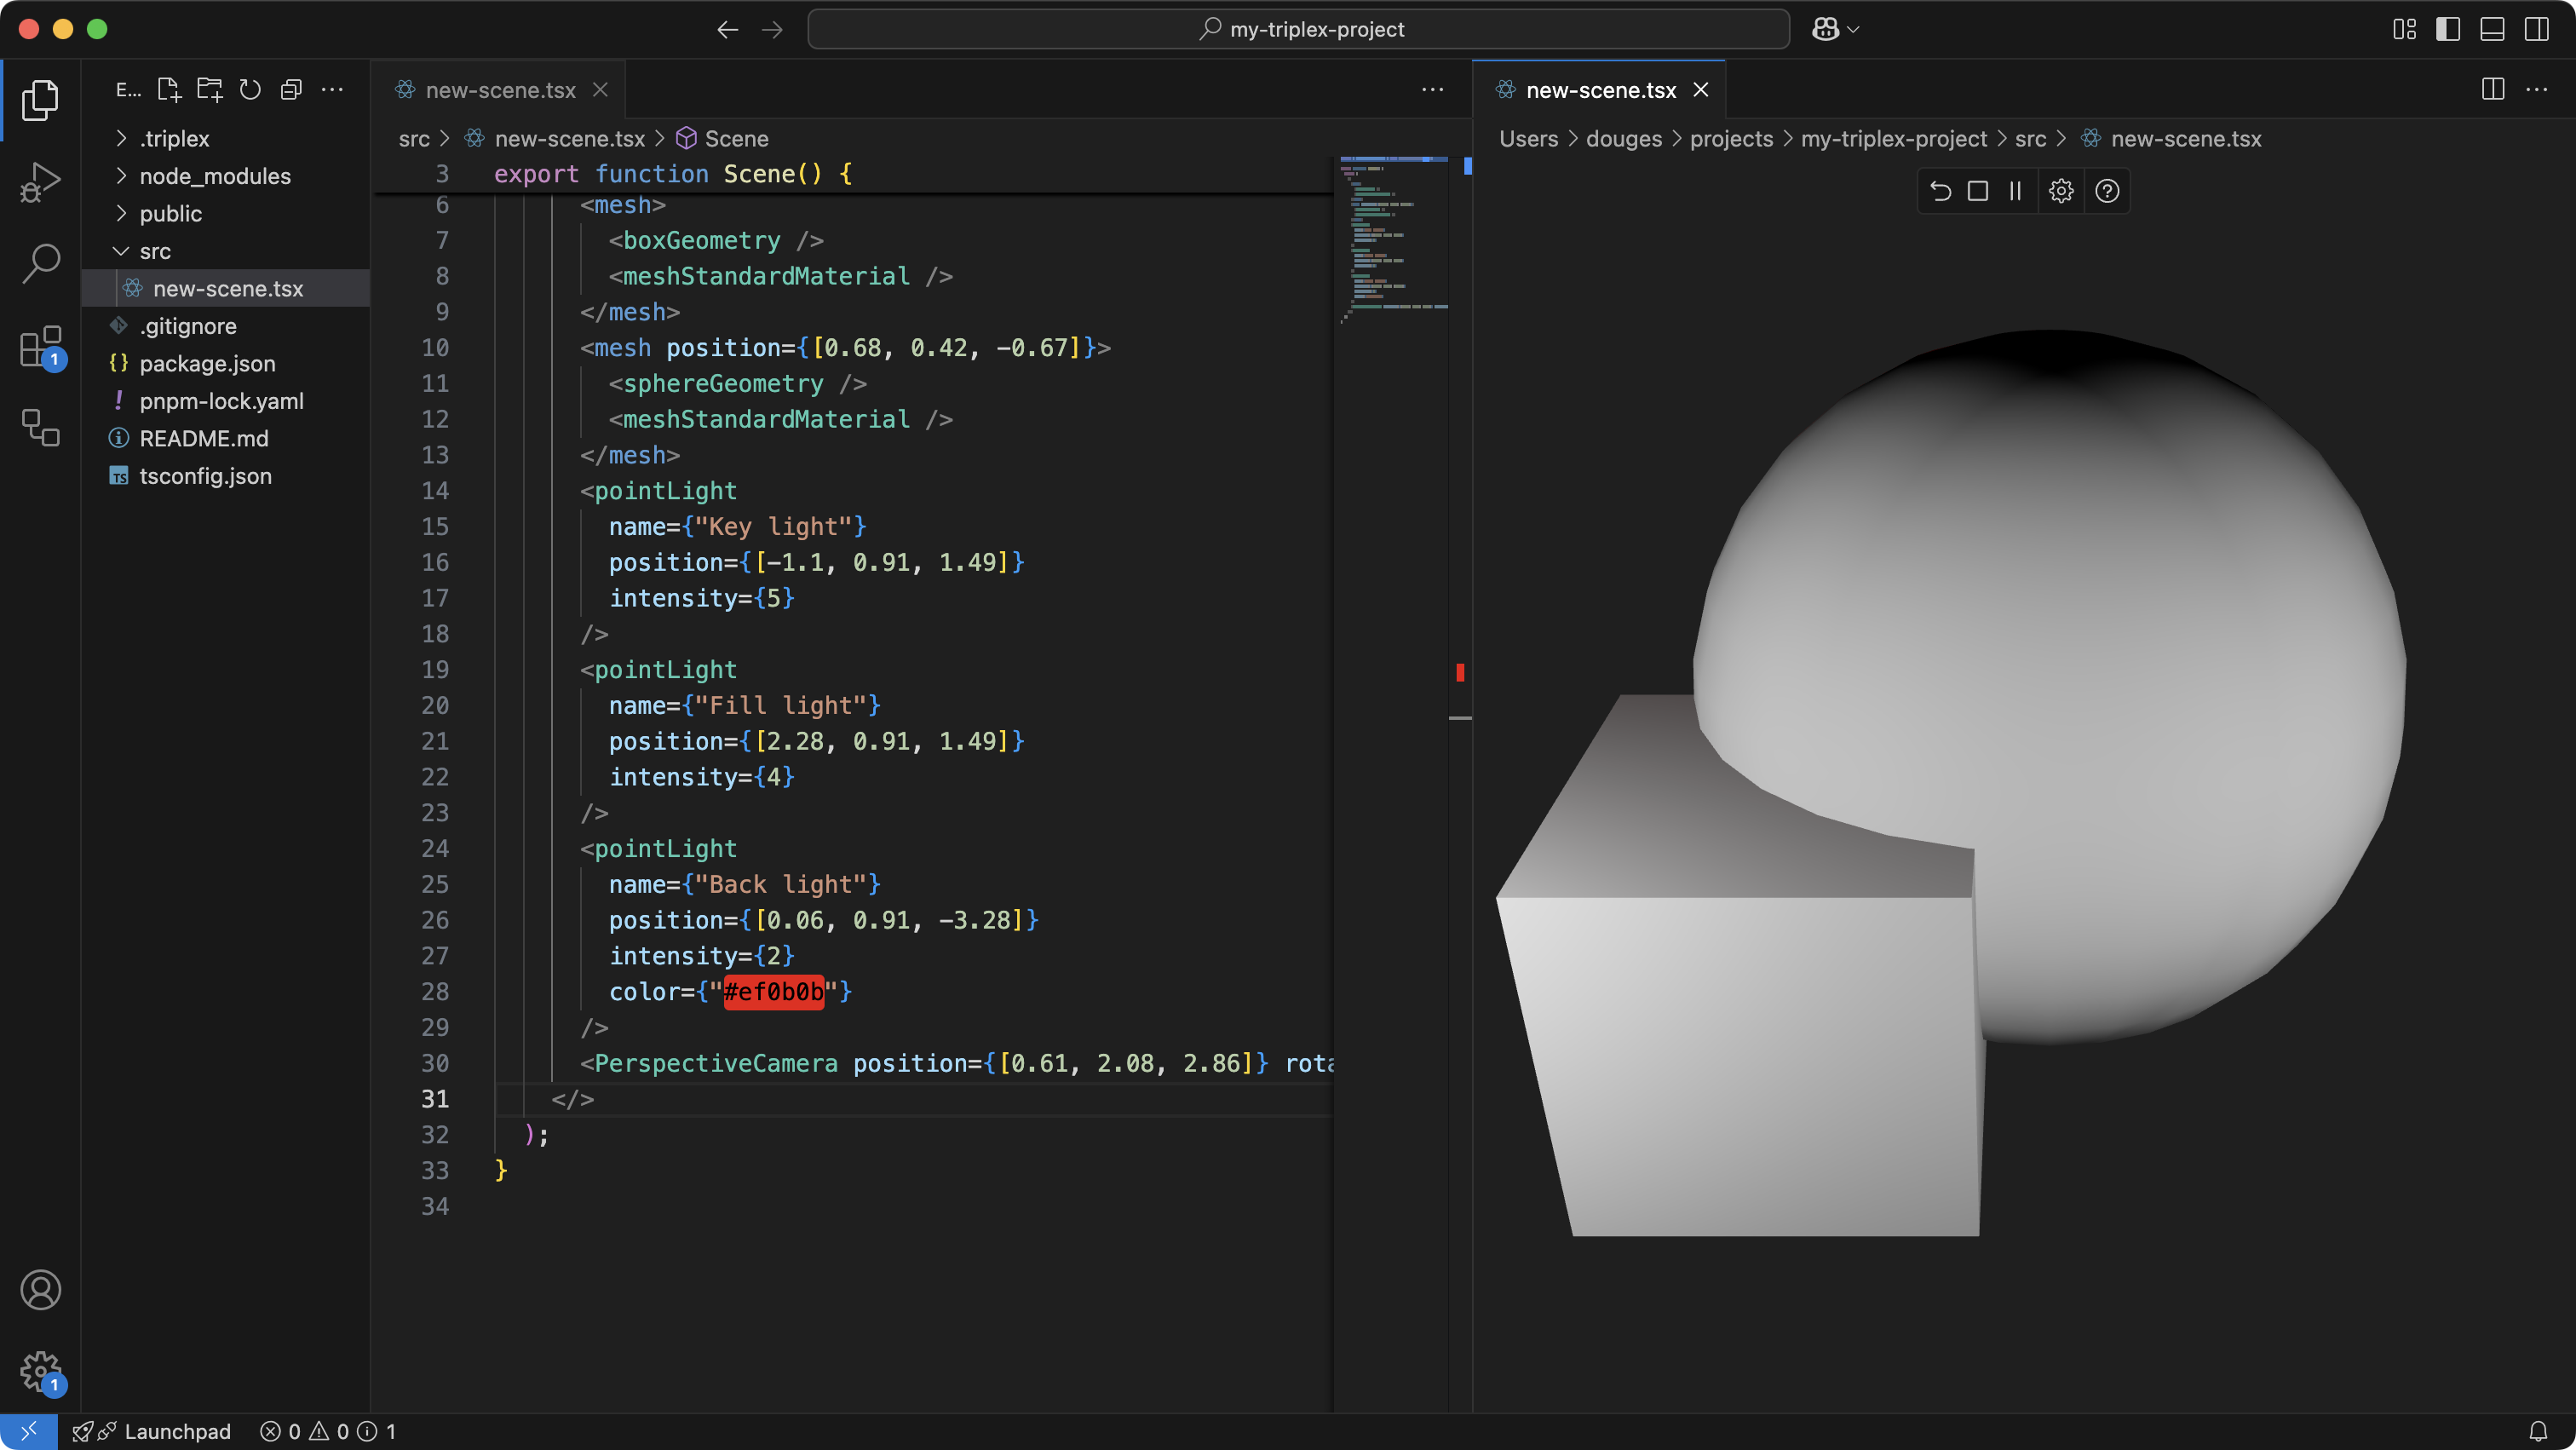 my-triplex-project
E...
.triplex
node_modules
public
src
new-scene.tsx
.gitignore
package.json
pnpm-lock.yaml
README.md
tsconfig.json
1
1
new-scene.tsx
src > new-scene.tsx > Scene
3 export function Scene() {
6 <mesh>
7 <boxGeometry />
8 <meshStandardMaterial />
9 </mesh>
10 <mesh position={[0.68, 0.42, -0.67]}>
11 <sphereGeometry />
12 <meshStandardMaterial />
13 </mesh>
14 <pointLight
15 name={"Key light"}
16 position={[-1.1, 0.91, 1.49]}
17 intensity={5}
18 />
19 <pointLight
20 name={"Fill light"}
21 position={[2.28, 0.91, 1.49]}
22 intensity={4}
23 />
24 <pointLight
25 name={"Back light"}
26 position={[0.06, 0.91, -3.28]}
27 intensity={2}
28 color={"#ef0b0b"}
29 />
30 <PerspectiveCamera position={[0.61, 2.08, 2.86]} rota
31 </>
32 );
33 }
34
new-scene.tsx
Users > douges > projects > my-triplex-project > src > new-scene.tsx
Launchpad 0 0 1